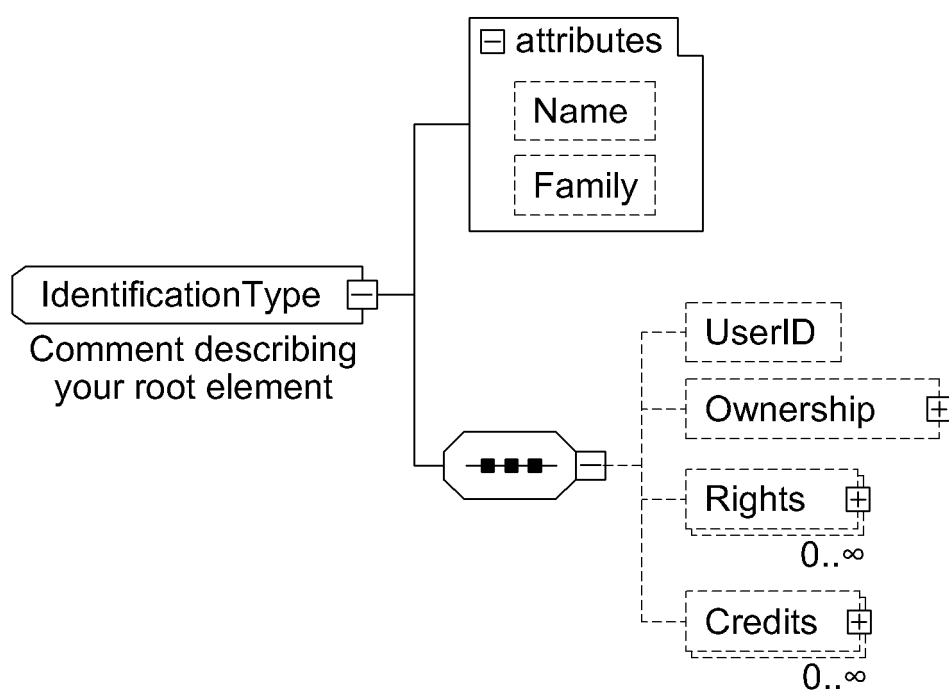 attributes
Name
Family
IdentificationType
Comment describing
your root element
UserID
Ownership
Rights
0..∞
Credits
0..∞